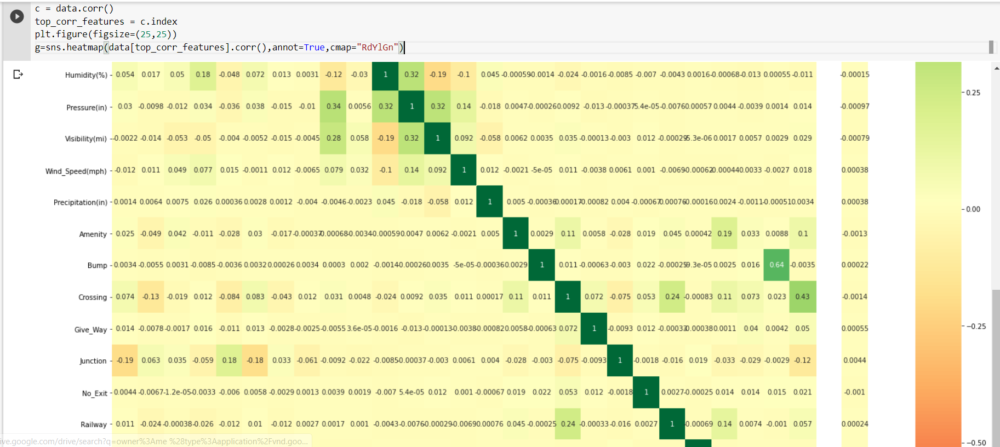 c = data.corr()
top_corr_features = c.index
plt.figure(figsize=(25,25))
g=sns.heatmap(data[top_corr_features].corr(),annot=True,cmap="RdYlGn")
Humidity(%) 0.054 0.017 0.05 0.18 -0.048 0.072 0.013 0.0031 -0.12 -0.03 1 0.32 -0.19 -0.1 0.045 -0.00059 0.0014 -0.024 -0.0016 -0.0085 -0.007 -0.0043 0.0016 -0.00068 -0.013 0.00055 -0.011 -0.00015
0.25
Pressure(in) 0.03 -0.0098 -0.012 0.034 -0.036 0.038 -0.015 -0.01 0.34 0.0056 0.32 1 0.32 0.14 -0.018 0.0047 -0.00026 0.0092 -0.013 -0.00037 5.4e-05 -0.0076 0.00057 0.0044 -0.0039 0.0014 0.014 -0.00097
Visibility(mi) -0.0022 -0.014 -0.053 -0.05 -0.004 -0.0052 -0.015 -0.0045 0.28 0.058 -0.19 0.32 1 0.092 -0.058 0.0062 0.0035 0.035 -0.00013 -0.003 0.012 -0.00029 5.3e-06 0.0017 0.0057 0.0029 0.029 -0.00079
Wind_Speed(mph) -0.012 0.011 0.049 0.077 0.015 -0.0011 0.012 -0.0065 0.079 0.032 -0.1 0.14 0.092 1 0.012 -0.0021 -5e-05 0.011 -0.0038 0.0061 0.001 -0.0069 -0.00062 0.00044 0.0033 -0.0027 0.018 0.00038
Precipitation(in) 0.0014 0.0064 0.0075 0.026 0.00036 0.0028 0.0012 -0.004 -0.0046 -0.0023 0.045 -0.018 -0.058 0.012 1 0.005 -0.00036 0.00017 0.00082 0.004 -0.00067 0.00076 0.00016 0.0024 -0.0011 -0.00051 0.0034 0.00038
0.00
Amenity 0.025 -0.049 0.042 -0.011 -0.028 0.03 -0.017 -0.00037 0.00068 -0.0034 -0.00059 0.0047 0.0062 -0.0021 0.005 1 0.0029 0.11 0.0058 -0.028 0.019 0.045 0.00042 0.19 0.033 0.0088 0.1 -0.0013
Bump 0.0034 -0.0055 0.0031 -0.0085 -0.0036 0.0032 0.00026 0.0034 0.0003 0.002 -0.0014 0.00026 0.0035 -5e-05 -0.00036 0.0029 1 0.011 -0.00063 -0.003 0.022 -0.00025 9.3e-05 0.0025 0.016 0.64 -0.0035 0.00022
Crossing 0.074 -0.13 -0.019 0.012 -0.084 0.083 -0.043 0.012 0.031 0.0048 -0.024 0.0092 0.035 0.011 0.00017 0.11 0.011 1 0.072 -0.075 0.053 0.24 -0.00083 0.11 0.073 0.023 0.43 -0.0014
Give_Way 0.014 -0.0078 -0.0017 0.016 -0.011 0.013 -0.0028 -0.0025 -0.0055 3.6e-05 -0.0016 -0.013 -0.00013 -0.0038 0.00082 0.0058 -0.00063 0.072 1 -0.0093 0.012 -0.00033 0.00038 0.0011 0.04 0.0042 0.05 0.00055
−0.25
Junction -0.19 0.063 0.035 -0.059 0.18 -0.18 0.033 -0.061 -0.0092 -0.022 -0.0085 0.00037 -0.003 0.0061 0.004 -0.028 -0.003 -0.075 -0.0093 1 -0.0018 -0.016 0.019 -0.033 -0.029 -0.0029 -0.12 0.0044
No_Exit 0.0044 -0.0067 -1.2e-05 -0.0033 -0.006 0.0058 -0.0029 0.0013 0.0039 0.0019 -0.007 5.4e-05 0.012 0.001 -0.00067 0.019 0.022 0.053 0.012 -0.0018 1 0.0027 -0.00025 0.014 0.014 0.015 0.021 -0.001
Railway 0.011 -0.024 -0.00038 -0.026 -0.012 0.01 -0.012 0.0027 0.0017 0.001 -0.0043 -0.0076 0.00029 -0.0069 0.00076 0.045 -0.00025 0.24 -0.00033 -0.016 0.0027 1 -0.00069 0.14 0.0074 -0.001 0.057 0.00024
ive.google.com/drive/search?q=owner%3Ame %28type%3Aapplication%2Fvnd.goo...
−0.50